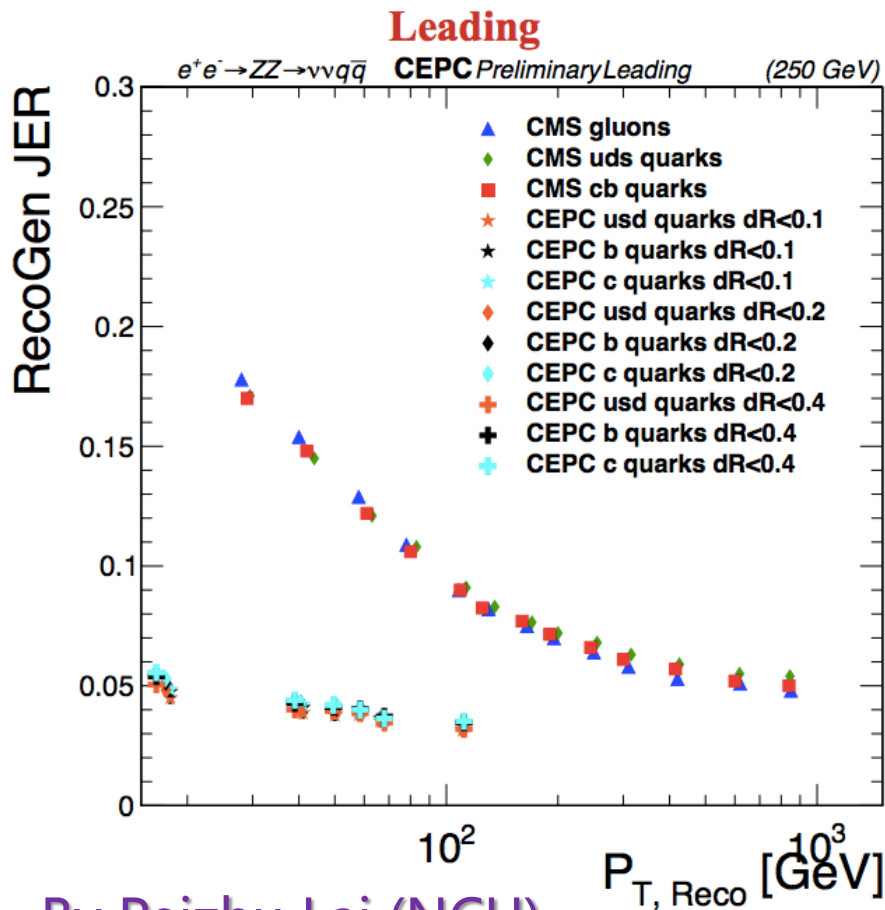 Leading
e⁺e⁻→ZZ→ννqq̅ CEPC Preliminary Leading (250 GeV)
RecoGen JER
0.3
0.25
0.2
0.15
0.1
0.05
0
CMS gluons
CMS uds quarks
CMS cb quarks
CEPC usd quarks dR<0.1
CEPC b quarks dR<0.1
CEPC c quarks dR<0.1
CEPC usd quarks dR<0.2
CEPC b quarks dR<0.2
CEPC c quarks dR<0.2
CEPC usd quarks dR<0.4
CEPC b quarks dR<0.4
CEPC c quarks dR<0.4
10² 10³
P_T, Reco [GeV]
By Peizhu Lai (NCU)